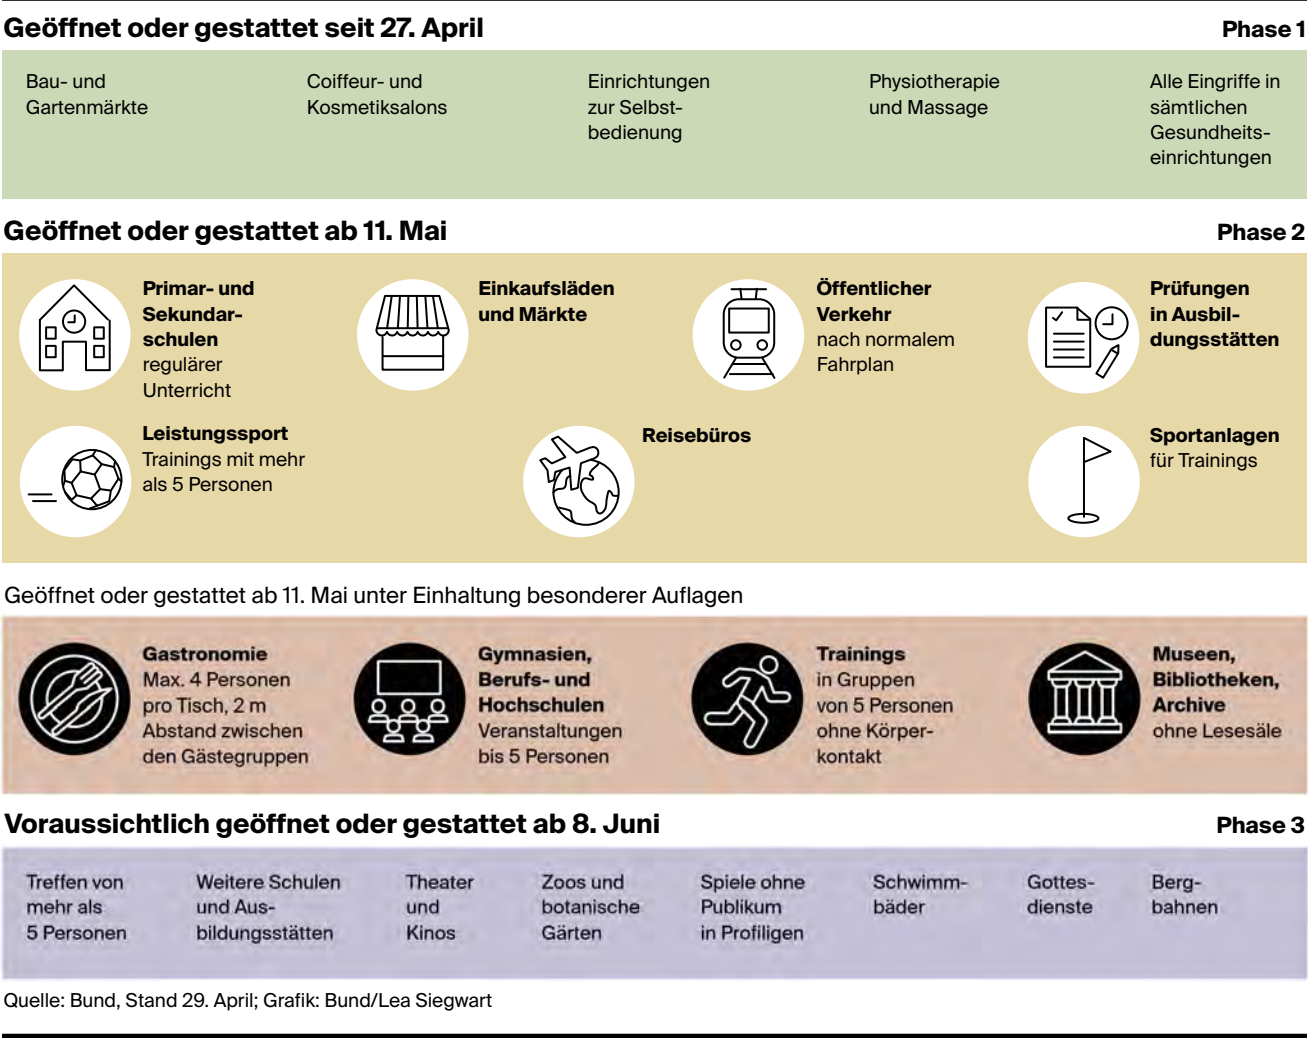 Geöffnet oder gestattet seit 27. April
Phase 1
Bau- und
Gartenmärkte
Coiffeur- und
Kosmetiksalons
Einrichtungen
zur Selbst-
bedienung
Physiotherapie
und Massage
Alle Eingriffe in
sämtlichen
Gesundheits-
einrichtungen
Geöffnet oder gestattet ab 11. Mai
Phase 2
Primar- und
Sekundar-
schulen
regulärer
Unterricht
Einkaufsläden
und Märkte
Öffentlicher
Verkehr
nach normalem
Fahrplan
Prüfungen
in Ausbil-
dungsstätten
Leistungssport
Trainings mit mehr
als 5 Personen
Reisebüros
Sportanlagen
für Trainings
Geöffnet oder gestattet ab 11. Mai unter Einhaltung besonderer Auflagen
Gastronomie
Max. 4 Personen
pro Tisch, 2 m
Abstand zwischen
den Gästegruppen
Gymnasien,
Berufs- und
Hochschulen
Veranstaltungen
bis 5 Personen
Trainings
in Gruppen
von 5 Personen
ohne Körper-
kontakt
Museen,
Bibliotheken,
Archive
ohne Lesesäle
Voraussichtlich geöffnet oder gestattet ab 8. Juni
Phase 3
Treffen von
mehr als
5 Personen
Weitere Schulen
und Aus-
bildungsstätten
Theater
und
Kinos
Zoos und
botanische
Gärten
Spiele ohne
Publikum
in Profiligen
Schwimm-
bäder
Gottes-
dienste
Berg-
bahnen
Quelle: Bund, Stand 29. April; Grafik: Bund/Lea Siegwart